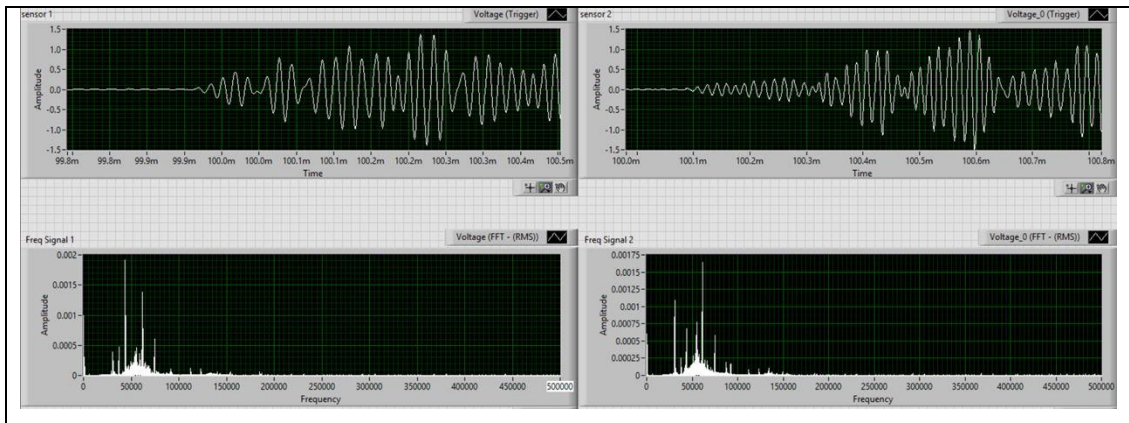 sensor 1
Voltage (Trigger)
1.5
1.0
0.5
0.0
-0.5
-1.0
-1.5
Amplitude
99.8m 99.8m 99.9m 99.9m 100.0m 100.0m 100.1m 100.1m 100.2m 100.2m 100.3m 100.3m 100.4m 100.4m 100.5m
Time
sensor 2
Voltage_0 (Trigger)
1.5
1.0
0.5
0.0
-0.5
-1.0
-1.5
Amplitude
100.0m 100.1m 100.2m 100.3m 100.4m 100.5m 100.6m 100.7m 100.8m
Time
Freq Signal 1
Voltage (FFT - (RMS))
0.002
0.0015
0.001
0.0005
0
Amplitude
0 50000 100000 150000 200000 250000 300000 350000 400000 450000 500000
Frequency
Freq Signal 2
Voltage_0 (FFT - (RMS))
0.00175
0.0015
0.00125
0.001
0.00075
0.0005
0.00025
0
Amplitude
0 50000 100000 150000 200000 250000 300000 350000 400000 450000 500000
Frequency